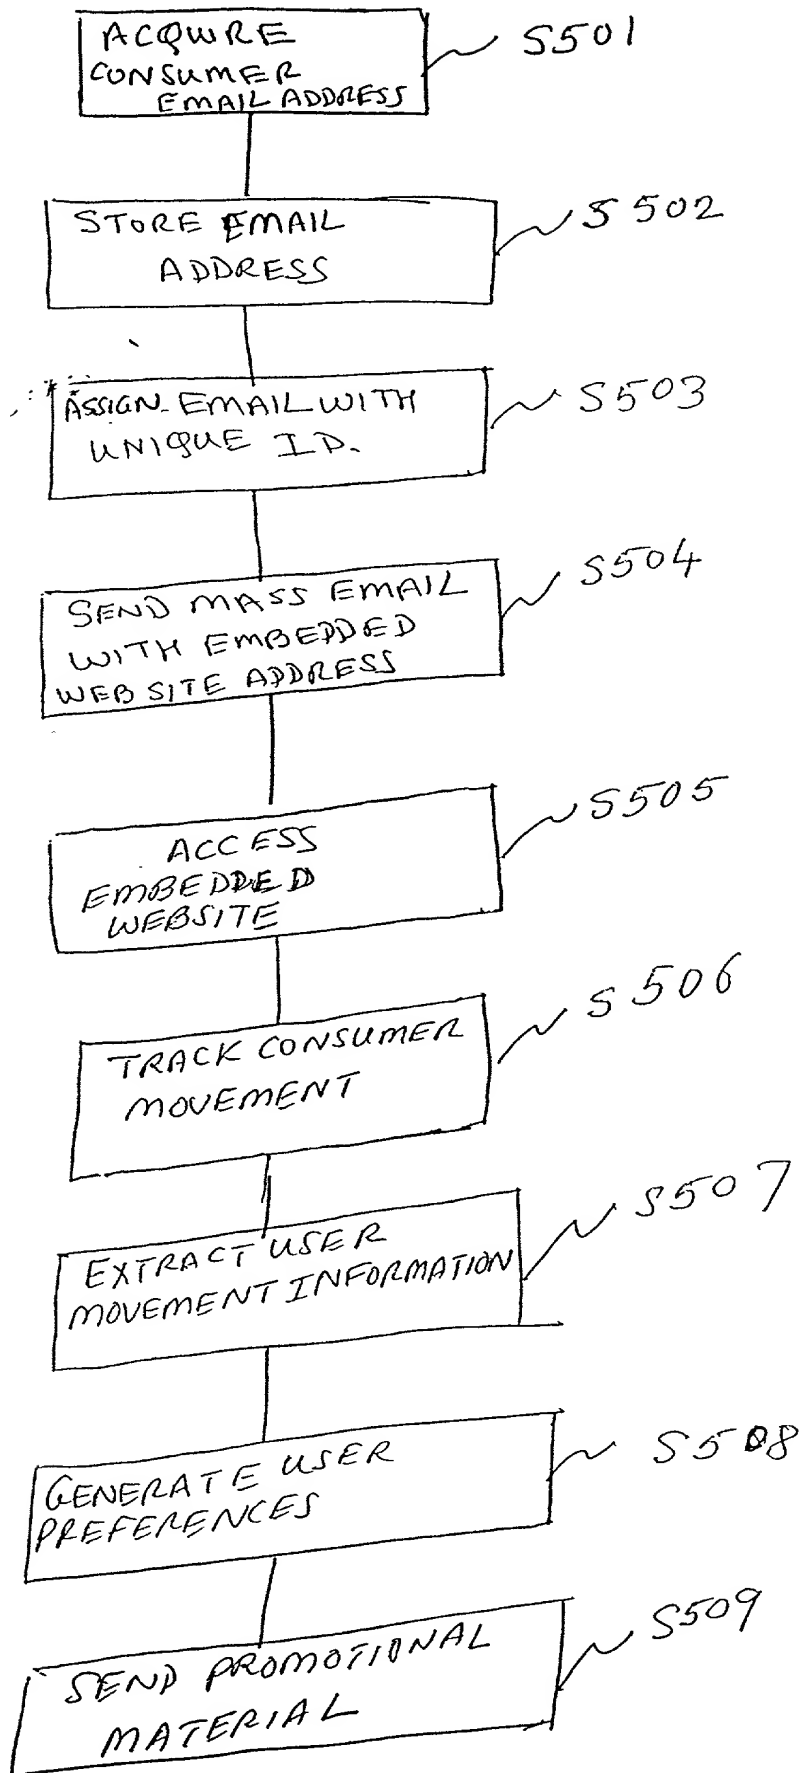 ACQUIRE
CONSUMER
EMAIL ADDRESS
S501
STORE EMAIL
ADDRESS
S502
ASSIGN EMAIL WITH
UNIQUE I.D.
S503
SEND MASS EMAIL
WITH EMBEDDED
WEB SITE ADDRESS
S504
ACCESS
EMBEDDED
WEBSITE
S505
TRACK CONSUMER
MOVEMENT
S506
EXTRACT USER
MOVEMENT INFORMATION
S507
GENERATE USER
PREFERENCES
S508
SEND PROMOTIONAL
MATERIAL
S509